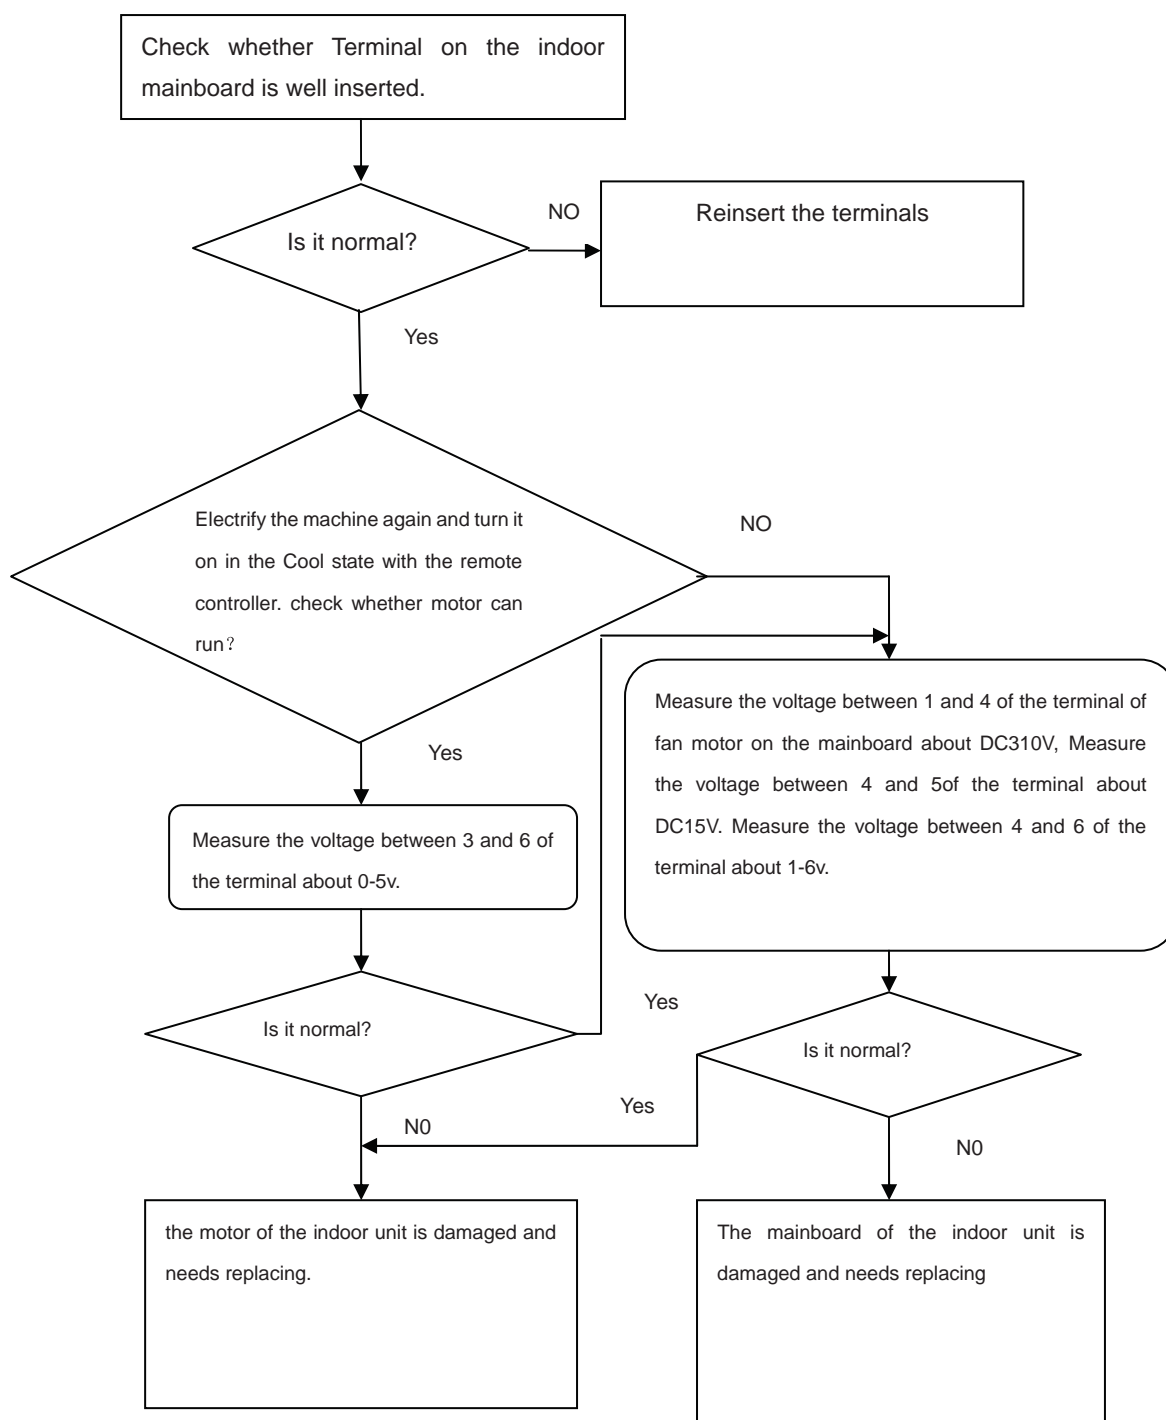 Check whether Terminal on the indoor
mainboard is well inserted.
NO
Reinsert the terminals
Is it normal?
Yes
Electrify the machine again and turn it
on in the Cool state with the remote
controller. check whether motor can
run？
NO
Measure the voltage between 1 and 4 of the terminal of
fan motor on the mainboard about DC310V, Measure
the voltage between 4 and 5of the terminal about
DC15V. Measure the voltage between 4 and 6 of the
terminal about 1-6v.
Yes
Measure the voltage between 3 and 6 of
the terminal about 0-5v.
Yes
Is it normal?
Is it normal?
Yes
N0
N0
the motor of the indoor unit is damaged and
needs replacing.
The mainboard of the indoor unit is
damaged and needs replacing